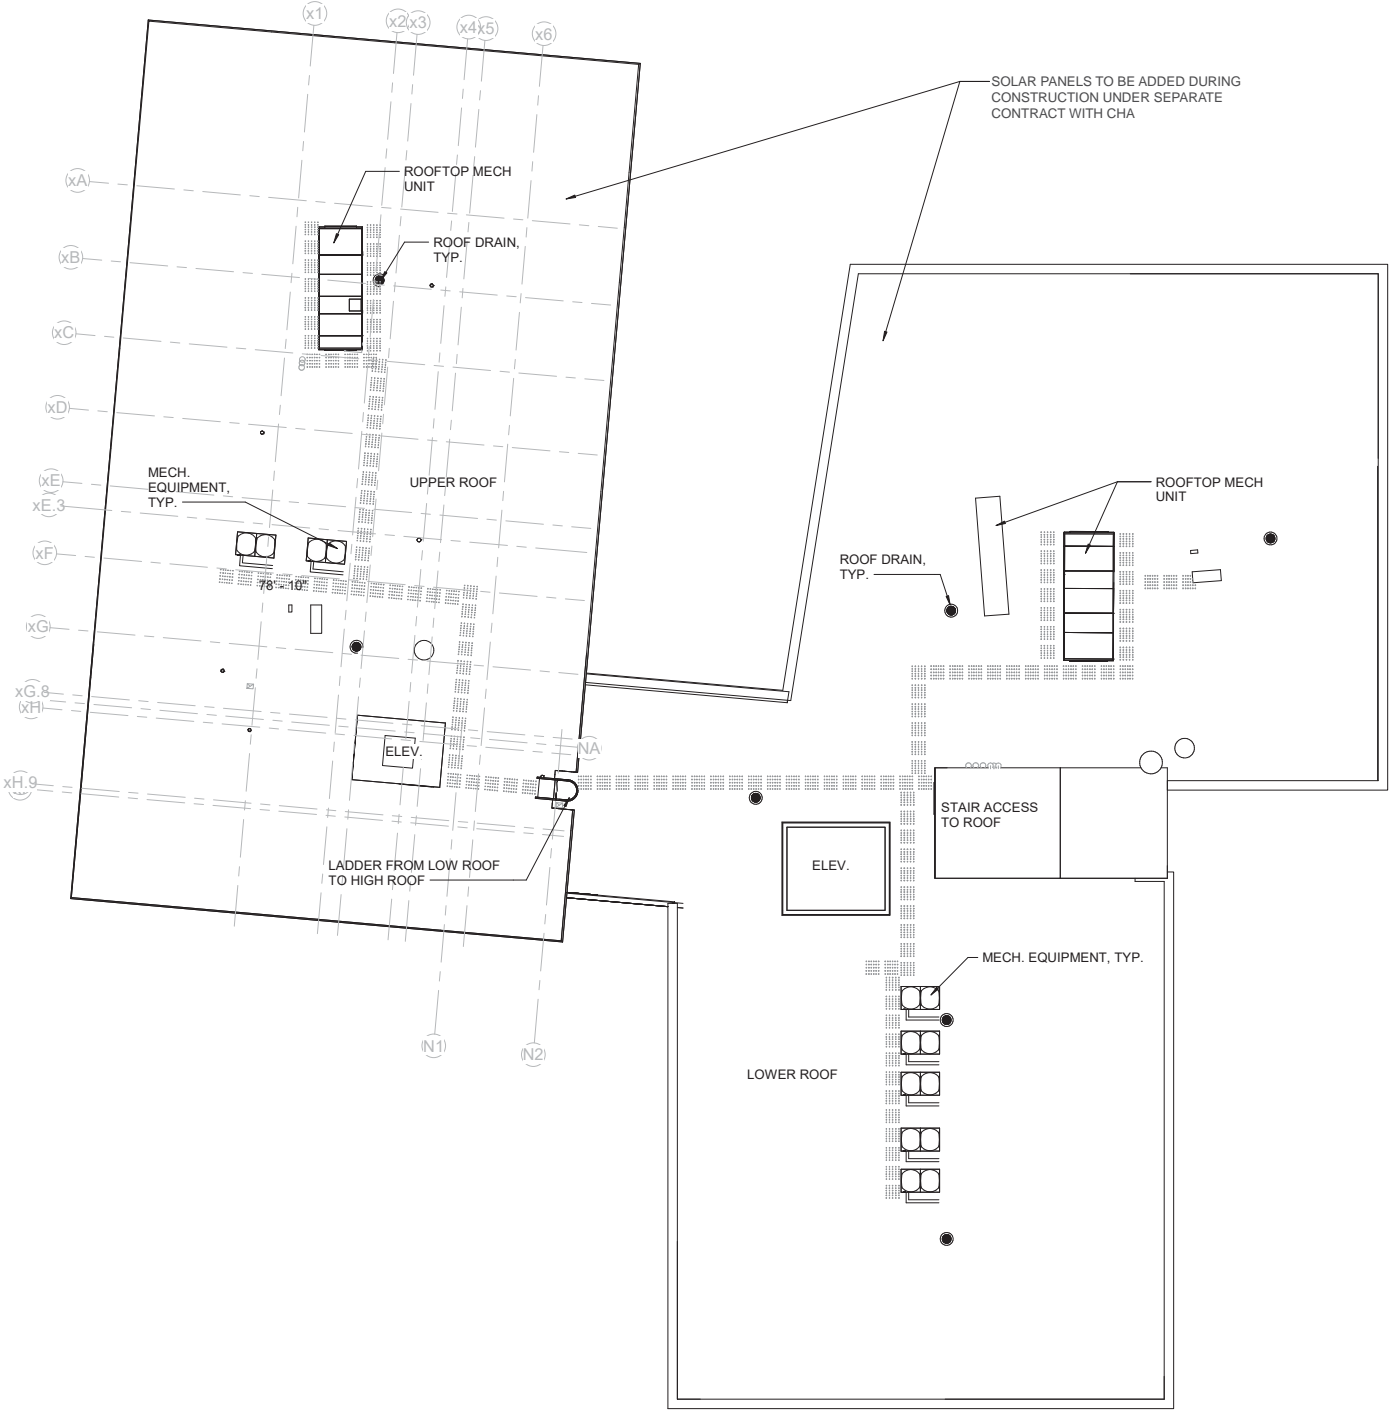 x1
x2
x3
x4
x5
x6
SOLAR PANELS TO BE ADDED DURING
CONSTRUCTION UNDER SEPARATE
CONTRACT WITH CHA
xA
ROOFTOP MECH
UNIT
xB
ROOF DRAIN,
TYP.
xC
xD
xE
xE.3
MECH.
EQUIPMENT,
TYP.
UPPER ROOF
ROOFTOP MECH
UNIT
xF
78' - 10"
ROOF DRAIN,
TYP.
xG
xG.8
xH
ELEV.
NA
xH.9
STAIR ACCESS
TO ROOF
LADDER FROM LOW ROOF
TO HIGH ROOF
ELEV.
MECH. EQUIPMENT, TYP.
N1
N2
LOWER ROOF